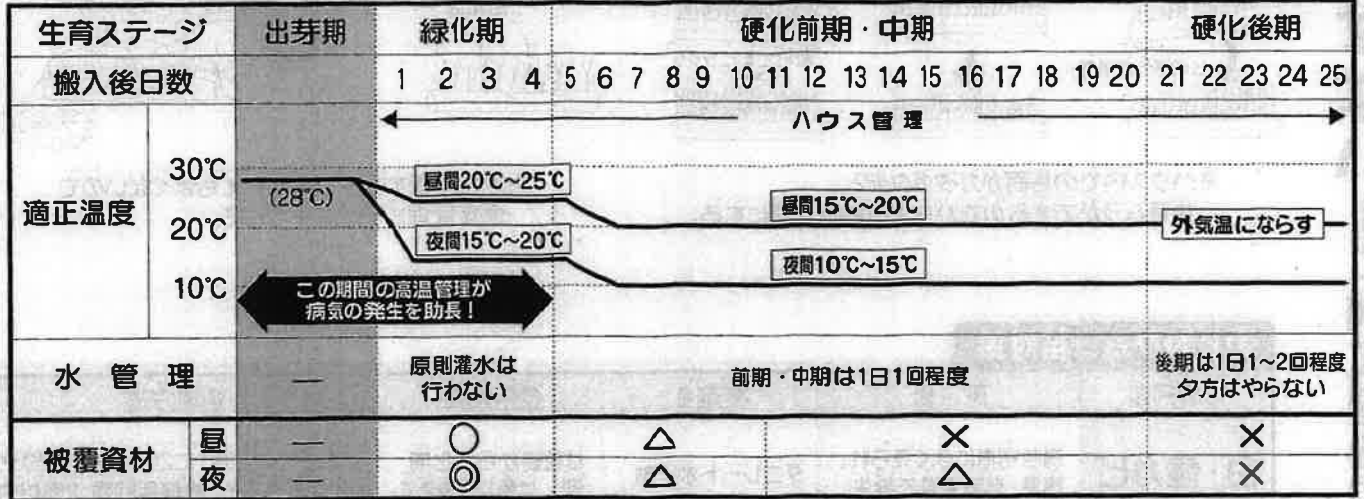 生育ステージ 出芽期 緑化期 硬化前期・中期 硬化後期
搬入後日数 1 2 3 4 5 6 7 8 9 10 11 12 13 14 15 16 17 18 19 20 21 22 23 24 25
ハウス管理
適正温度
30℃
20℃
10℃
(28℃)
昼間20℃~25℃
夜間15℃~20℃
昼間15℃~20℃
夜間10℃~15℃
外気温にならす
この期間の高温管理が
病気の発生を助長!
水管理 —
原則灌水は
行わない
前期・中期は1日1回程度
後期は1日1~2回程度
夕方はやらない
被覆資材
昼 — ○ △ × ×
夜 — ◎ △ △ ×